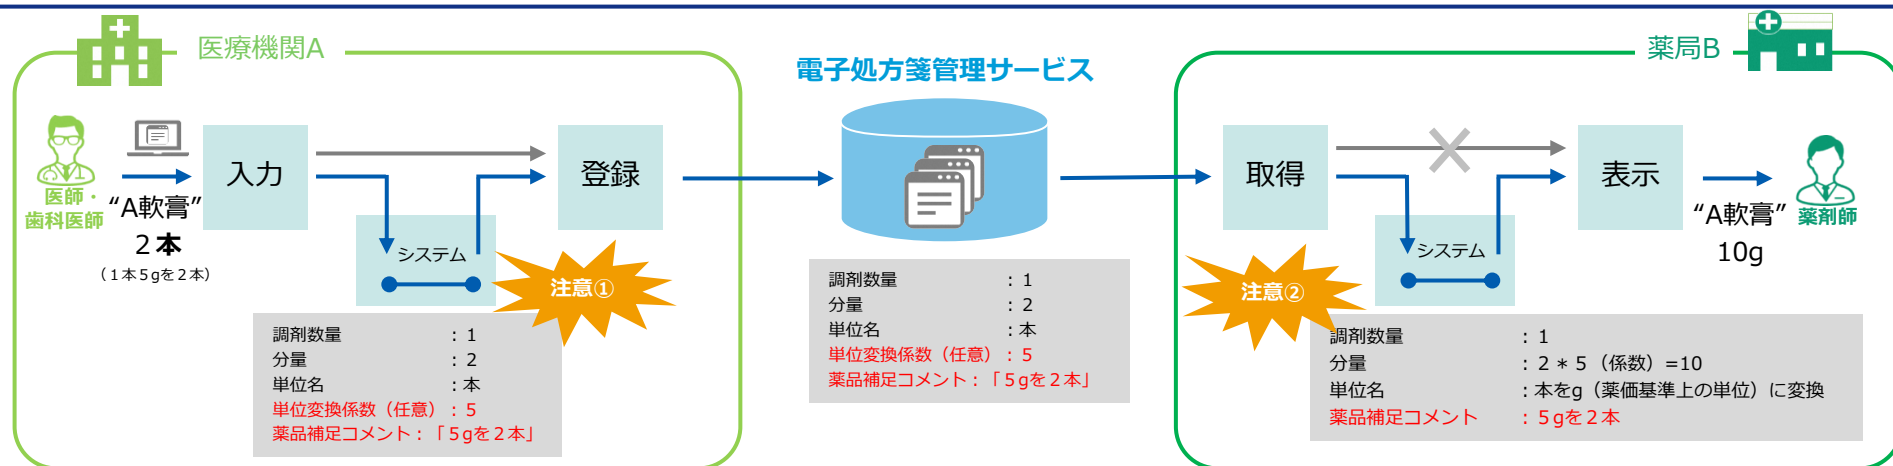 医療機関A
医師・
歯科医師
“A軟膏”
2本
（1本5gを2本）
入力
登録
システム
注意①
調剤数量 ：1
分量 ：2
単位名 ：本
単位変換係数（任意）：5
薬品補足コメント：「5gを2本」
電子処方箋管理サービス
調剤数量 ：1
分量 ：2
単位名 ：本
単位変換係数（任意）：5
薬品補足コメント：「5gを2本」
薬局B
取得
表示
システム
注意②
“A軟膏”
10g
薬剤師
調剤数量 ：1
分量 ：2 * 5（係数）=10
単位名 ：本をg（薬価基準上の単位）に変換
薬品補足コメント ：5gを2本